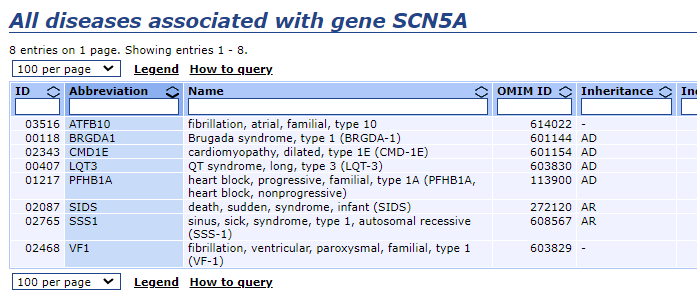 All diseases associated with gene SCN5A
8 entries on 1 page. Showing entries 1 - 8.
100 per page Legend How to query
ID Abbreviation Name OMIM ID Inheritance
03516 ATFB10 fibrillation, atrial, familial, type 10 614022 -
00118 BRGDA1 Brugada syndrome, type 1 (BRGDA-1) 601144 AD
02343 CMD1E cardiomyopathy, dilated, type 1E (CMD-1E) 601154 AD
00407 LQT3 QT syndrome, long, type 3 (LQT-3) 603830 AD
01217 PFHB1A heart block, progressive, familial, type 1A (PFHB1A, 113900 AD
heart block, nonprogressive)
02087 SIDS death, sudden, syndrome, infant (SIDS) 272120 AR
02765 SSS1 sinus, sick, syndrome, type 1, autosomal recessive 608567 AR
(SSS-1)
02468 VF1 fibrillation, ventricular, paroxysmal, familial, type 1 603829 -
(VF-1)
100 per page Legend How to query